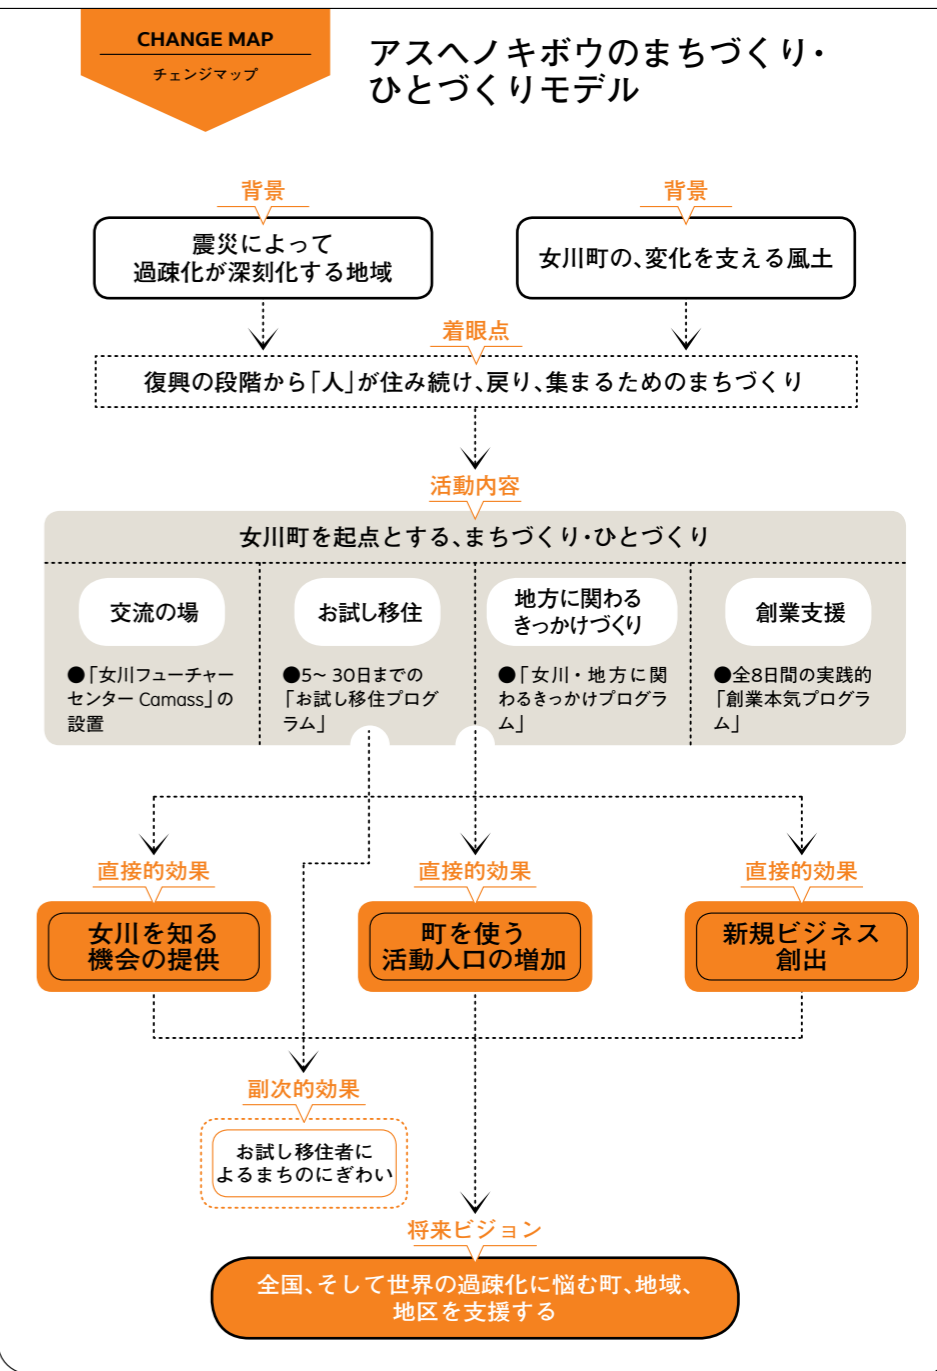 CHANGE MAP
チェンジマップ
アスヘノキボウのまちづくり・
ひとづくりモデル
背景
震災によって
過疎化が深刻化する地域
背景
女川町の、変化を支える風土
着眼点
復興の段階から「人」が住み続け、戻り、集まるためのまちづくり
活動内容
女川町を起点とする、まちづくり・ひとづくり
交流の場
●「女川フューチャー
センター Camass」の
設置
お試し移住
●5〜30日までの
「お試し移住プログ
ラム」
地方に関わる
きっかけづくり
●「女川・地方に関
わるきっかけプログラ
ム」
創業支援
●全8日間の実践的
「創業本気プログラ
ム」
直接的効果
女川を知る
機会の提供
直接的効果
町を使う
活動人口の増加
直接的効果
新規ビジネス
創出
副次的効果
お試し移住者に
よるまちのにぎわい
将来ビジョン
全国、そして世界の過疎化に悩む町、地域、
地区を支援する